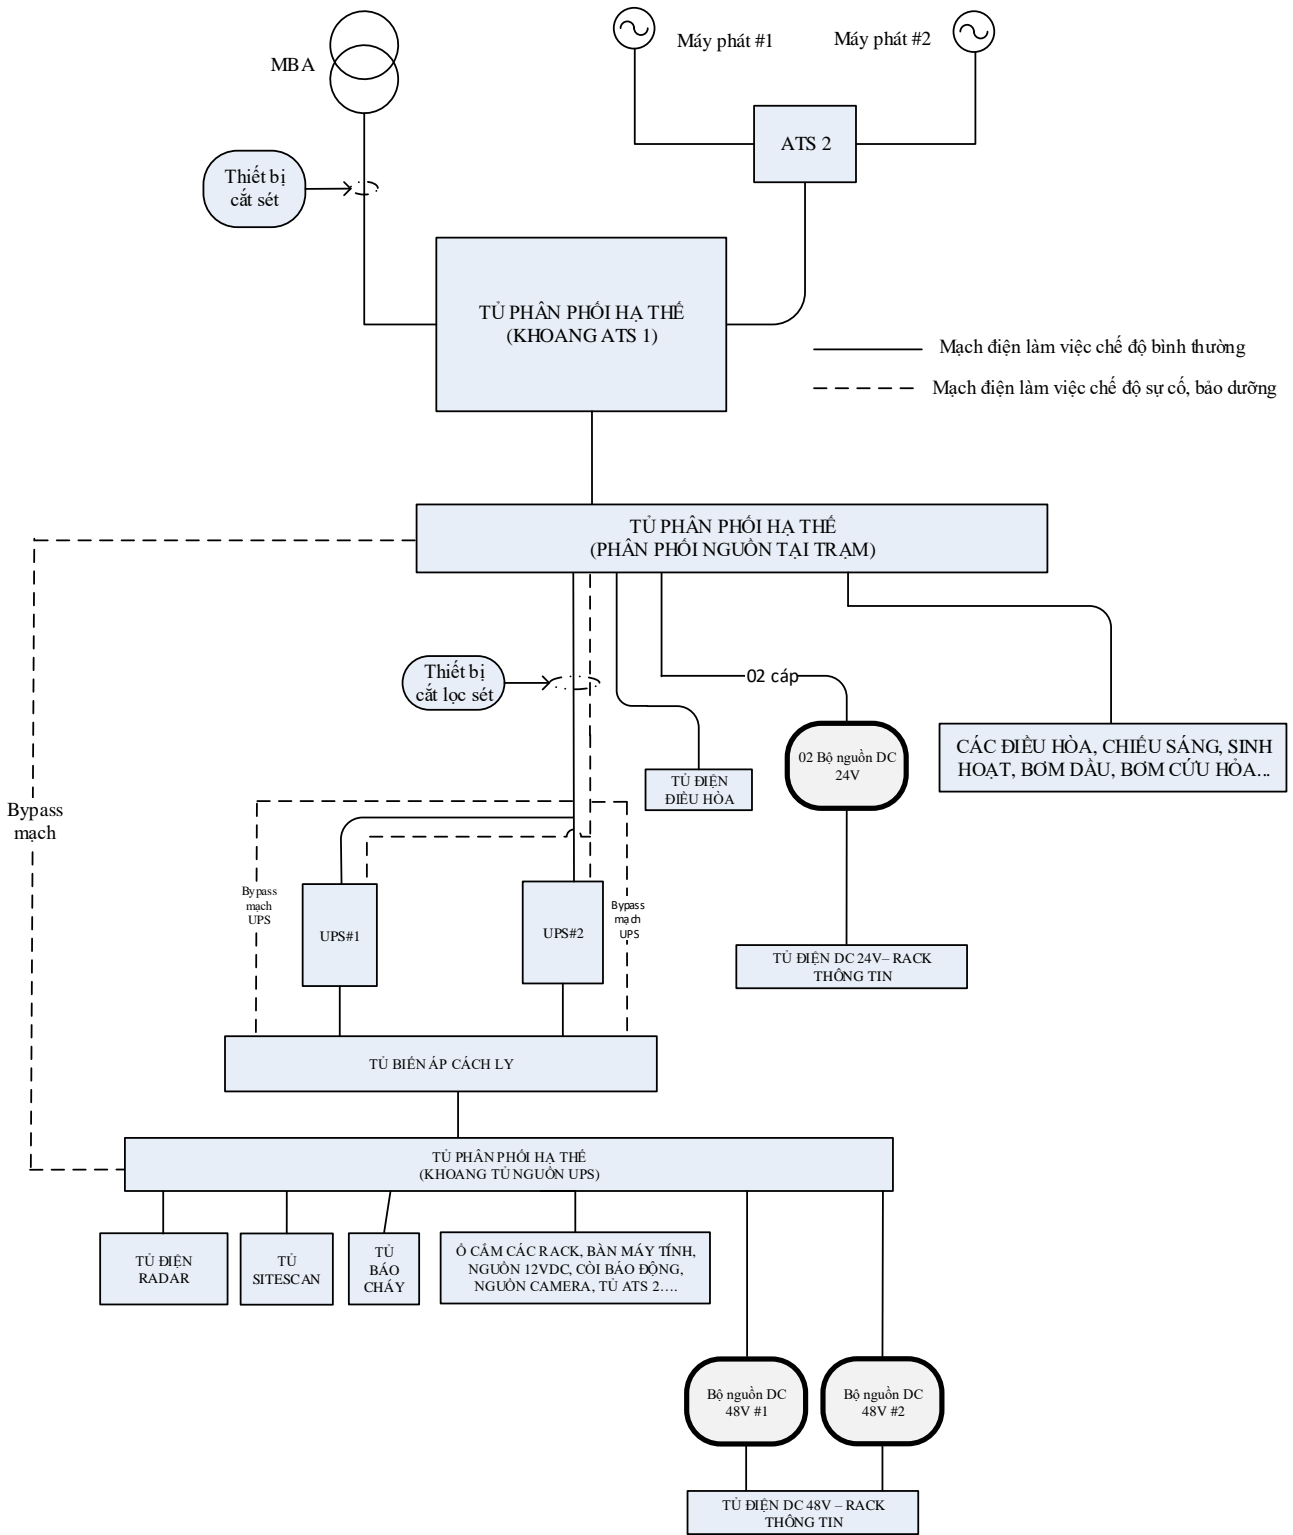 MBA
Máy phát #1
Máy phát #2
ATS 2
Thiết bị
cắt sét
TỦ PHÂN PHỐI HẠ THẾ
(KHOANG ATS 1)
Mạch điện làm việc chế độ bình thường
Mạch điện làm việc chế độ sự cố, bảo dưỡng
TỦ PHÂN PHỐI HẠ THẾ
(PHÂN PHỐI NGUỒN TẠI TRẠM)
Thiết bị
cắt lọc sét
02 cáp
02 Bộ nguồn DC
24V
CÁC ĐIỀU HÒA, CHIẾU SÁNG, SINH
HOẠT, BƠM DẦU, BƠM CỨU HỎA...
TỦ ĐIỆN
ĐIỀU HÒA
Bypass
mạch
Bypass
mạch
UPS
UPS#1
UPS#2
Bypass
mạch
UPS
TỦ ĐIỆN DC 24V– RACK
THÔNG TIN
TỦ BIẾN ÁP CÁCH LY
TỦ PHÂN PHỐI HẠ THẾ
(KHOANG TỦ NGUỒN UPS)
TỦ ĐIỆN
RADAR
TỦ
SITESCAN
TỦ
BÁO
CHÁY
Ổ CẮM CÁC RACK, BÀN MÁY TÍNH,
NGUỒN 12VDC, CÒI BÁO ĐỘNG,
NGUỒN CAMERA, TỦ ATS 2….
Bộ nguồn DC
48V #1
Bộ nguồn DC
48V #2
TỦ ĐIỆN DC 48V – RACK
THÔNG TIN